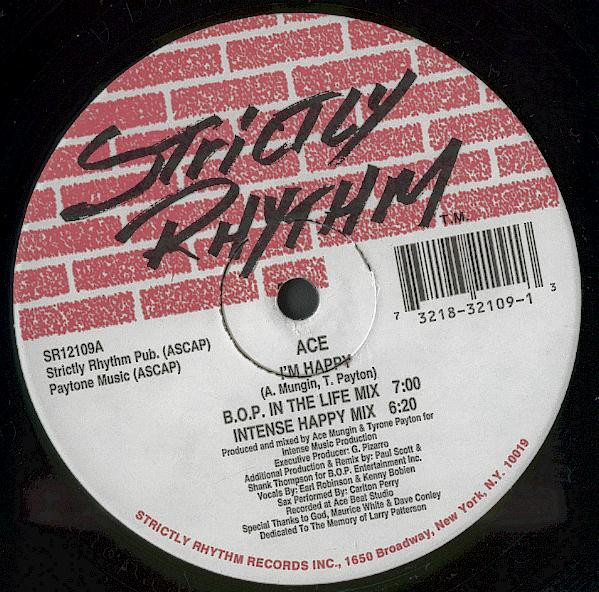 STRICTLY
RHYTHM
T.M.
7 3218-32109-1 3
SR12109A
Strictly Rhythm Pub. (ASCAP)
Paytone Music (ASCAP)
ACE
I'M HAPPY
(A. Mungin, T. Payton)
B.O.P. IN THE LIFE MIX 7:00
INTENSE HAPPY MIX 6:20
Produced and mixed by Ace Mungin & Tyrone Payton for
Intense Music Production
Executive Producer: G. Pizarro
Additional Production & Remix by: Paul Scott &
Shank Thompson for B.O.P. Entertainment Inc.
Vocals By: Earl Robinson & Kenny Boblen
Sax Performed By: Carlton Perry
Recorded at Ace Beat Studio
Special Thanks to God, Maurice White & Dave Conley
Dedicated To The Memory of Larry Patterson
STRICTLY RHYTHM RECORDS INC., 1650 Broadway, New York, N.Y. 10019